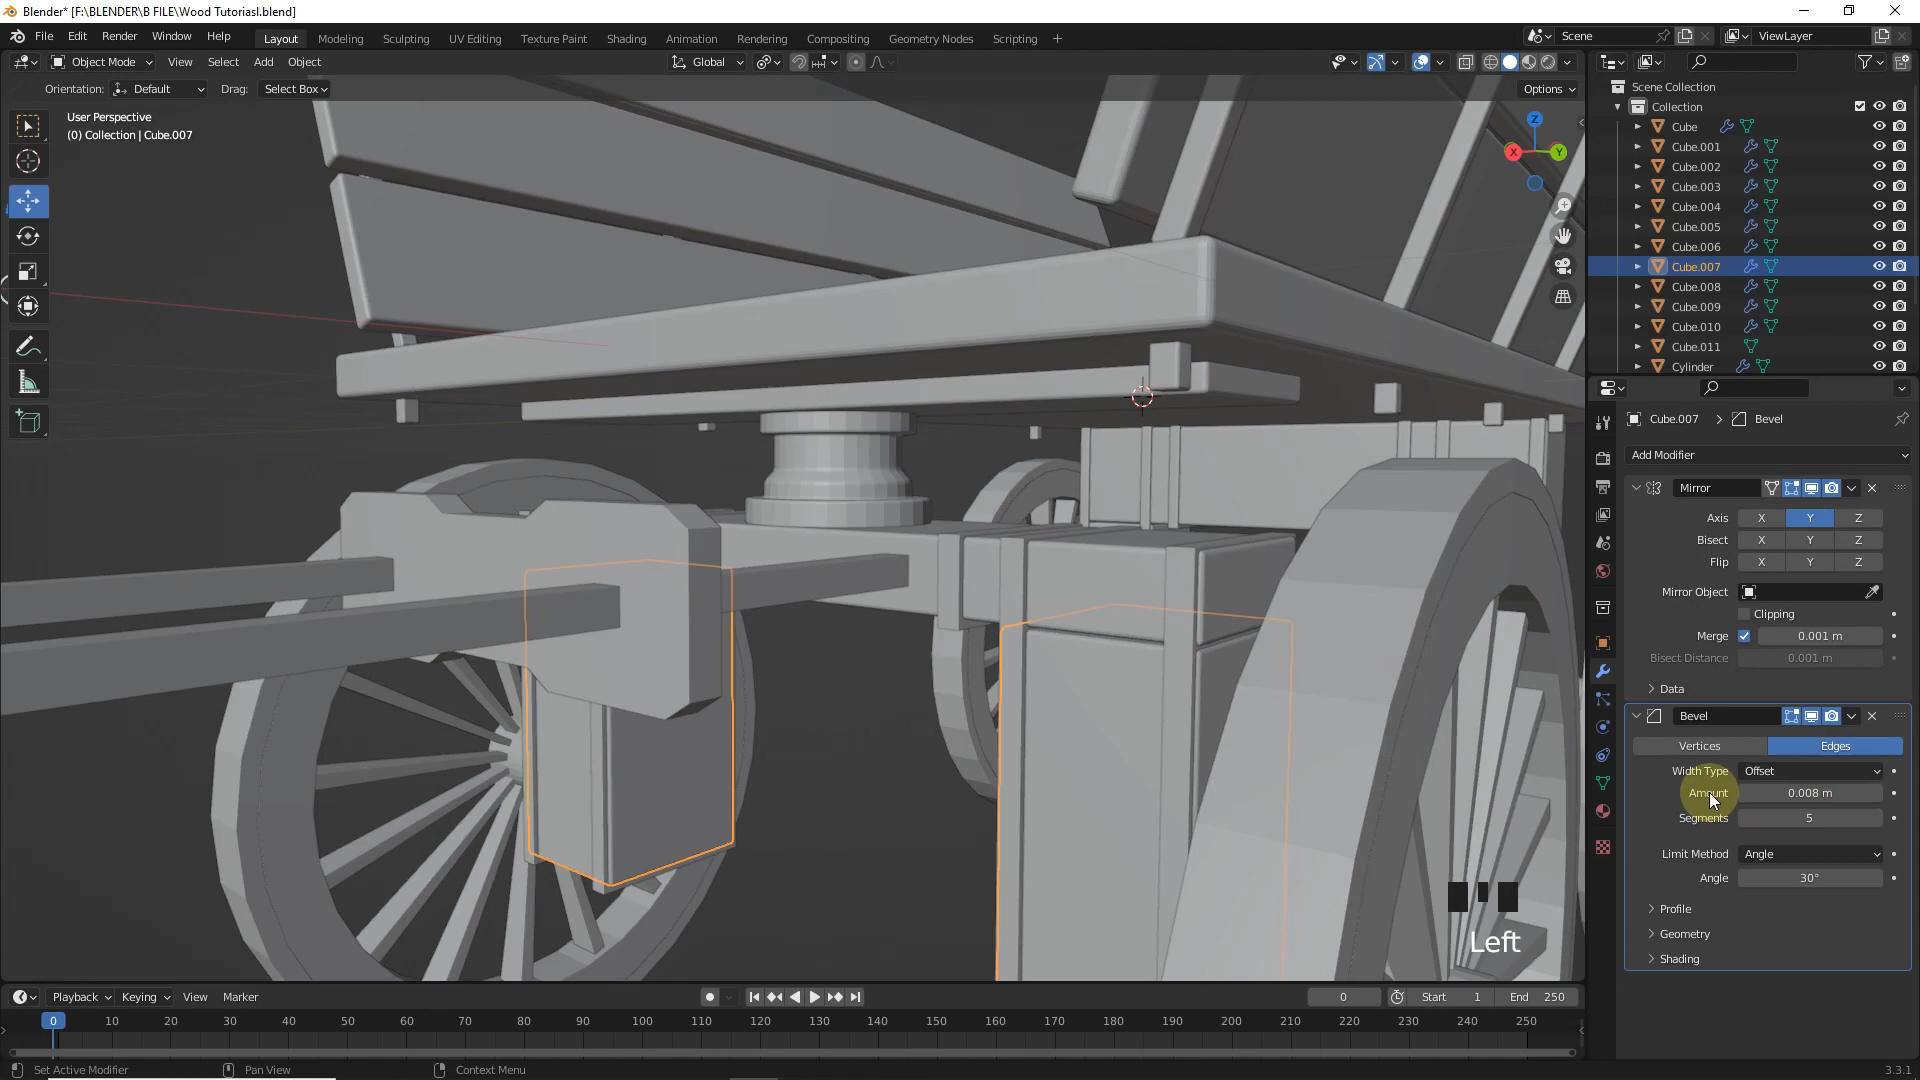 Blender* [F:\BLENDER\B FILE\Wood Tutoriasl.blend]
File Edit Render Window Help Layout Modeling Sculpting UV Editing Texture Paint Shading Animation Rendering Compositing Geometry Nodes Scripting + Scene ViewLayer
Object Mode View Select Add Object Global
Orientation: Default Drag: Select Box Options
User Perspective
(0) Collection | Cube.007
Z
X
Y
Scene Collection
Collection
Cube
Cube.001
Cube.002
Cube.003
Cube.004
Cube.005
Cube.006
Cube.007
Cube.008
Cube.009
Cube.010
Cube.011
Cylinder
Cube.007 > Bevel
Add Modifier
Mirror
Axis X Y Z
Bisect X Y Z
Flip X Y Z
Mirror Object
Clipping
Merge 0.001 m
Bisect Distance 0.001 m
Data
Bevel
Vertices Edges
Width Type Offset
Amount 0.008 m
Segments 5
Limit Method Angle
Angle 30°
Profile
Geometry
Shading
Left
Playback Keying View Marker 0 Start 1 End 250
0 10 20 30 40 50 60 70 80 90 100 110 120 130 140 150 160 170 180 190 200 210 220 230 240 250
Set Active Modifier Pan View Context Menu 3.3.1